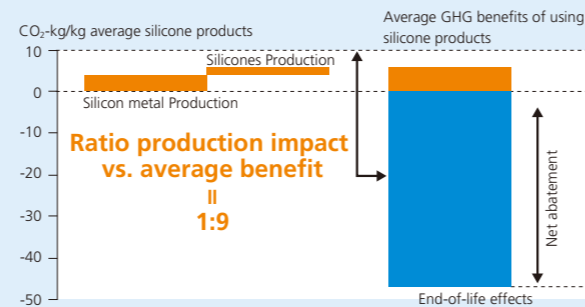 CO₂-kg/kg average silicone products
Average GHG benefits of using
silicone products
10
0
-10
-20
-30
-40
-50
Silicones Production
Silicon metal Production
Ratio production impact
vs. average benefit
=
1:9
Net abatement
End-of-life effects